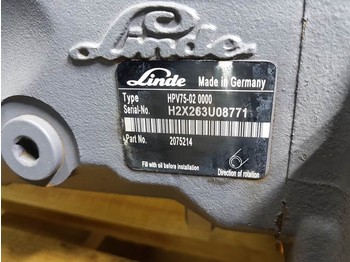 Linde
Linde Made in Germany
Type HPV75-02 0000
Serial-No. H2X263U08771
Part No. 2075214
Fill with oil before installation Direction of rotation